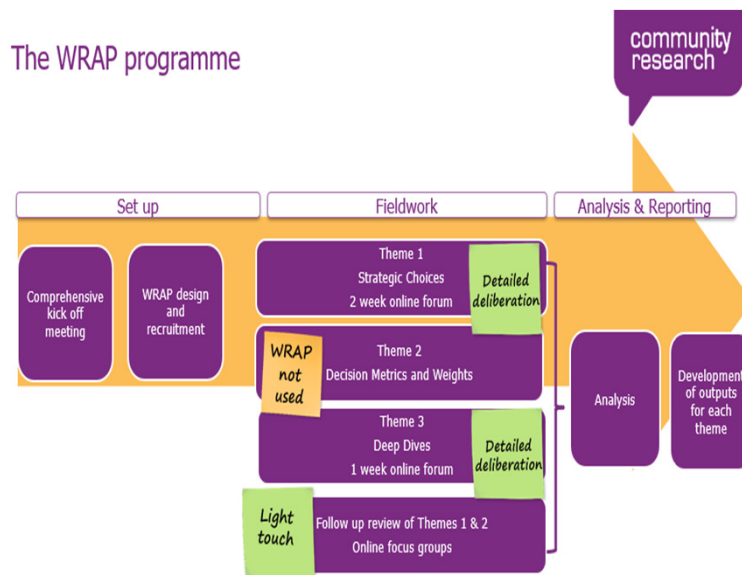 The WRAP programme
community
research
Set up
Fieldwork
Analysis & Reporting
Comprehensive
kick off
meeting
WRAP design
and
recruitment
Theme 1
Strategic Choices
2 week online forum
Detailed
deliberation
WRAP
not
used
Theme 2
Decision Metrics and Weights
Theme 3
Deep Dives
1 week online forum
Detailed
deliberation
Light
touch
Follow up review of Themes 1 & 2
Online focus groups
Analysis
Development
of outputs
for each
theme